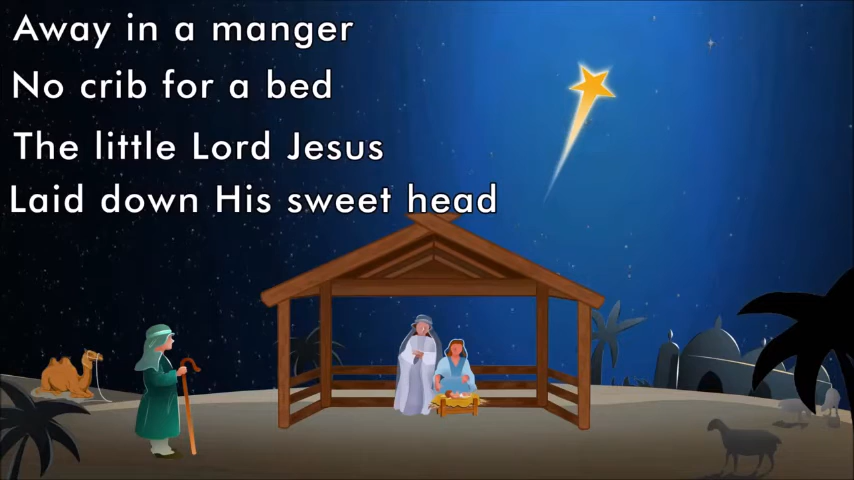 Away in a manger
No crib for a bed
The little Lord Jesus
Laid down His sweet head